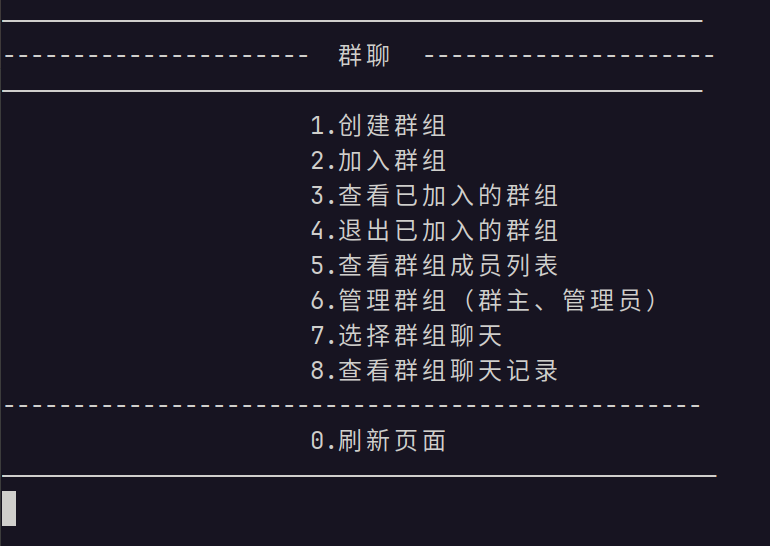 群聊
1.创建群组
2.加入群组
3.查看已加入的群组
4.退出已加入的群组
5.查看群组成员列表
6.管理群组（群主、管理员）
7.选择群组聊天
8.查看群组聊天记录
0.刷新页面